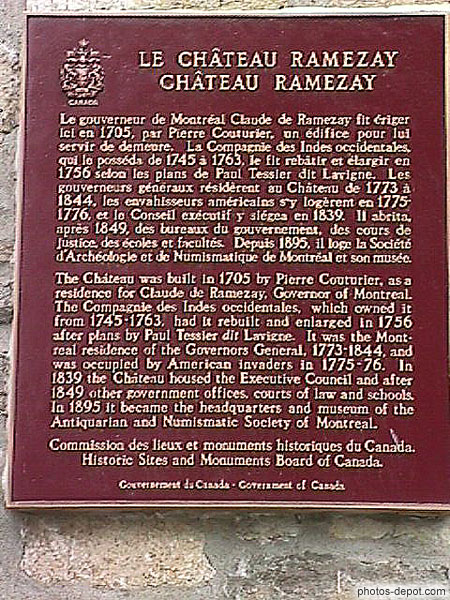 CANADA
LE CHÂTEAU RAMEZAY
CHÂTEAU RAMEZAY
Le gouverneur de Montréal Claude de Ramezay fit ériger
ici en 1705, par Pierre Couturier, un édifice pour lui
servir de demeure. La Compagnie des Indes occidentales,
qui le posséda de 1745 à 1763, le fit rebâtir et élargir en
1756 selon les plans de Paul Tessier dit Lavigne. Les
gouverneurs généraux résidèrent au Château de 1773 à
1844, les envahisseurs américains s'y logèrent en 1775-
1776, et le Conseil exécutif y siégea en 1839. Il abrita,
après 1849, des bureaux du gouvernement, des cours de
justice, des écoles et facultés. Depuis 1895, il loge la Société
d'Archéologie et de Numismatique de Montréal et son musée.
The Château was built in 1705 by Pierre Couturier, as a
residence for Claude de Ramezay, Governor of Montreal.
The Compagnie des Indes occidentales, which owned it
from 1745-1763, had it rebuilt and enlarged in 1756
after plans by Paul Tessier dit Lavigne. It was the Mont-
real residence of the Governors General, 1773-1844, and
was occupied by American invaders in 1775-76. In
1839 the Château housed the Executive Council and after
1849 other government offices, courts of law and schools.
In 1895 it became the headquarters and museum of the
Antiquarian and Numismatic Society of Montreal.
Commission des lieux et monuments historiques du Canada.
Historic Sites and Monuments Board of Canada.
Gouvernement du Canada - Government of Canada
photos-depot.com